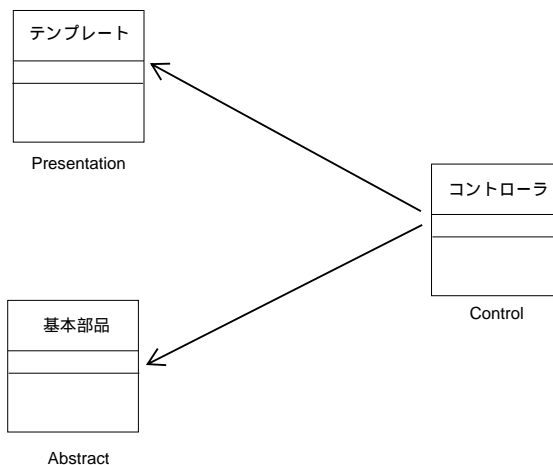 テンプレート
Presentation
コントローラ
Control
基本部品
Abstract